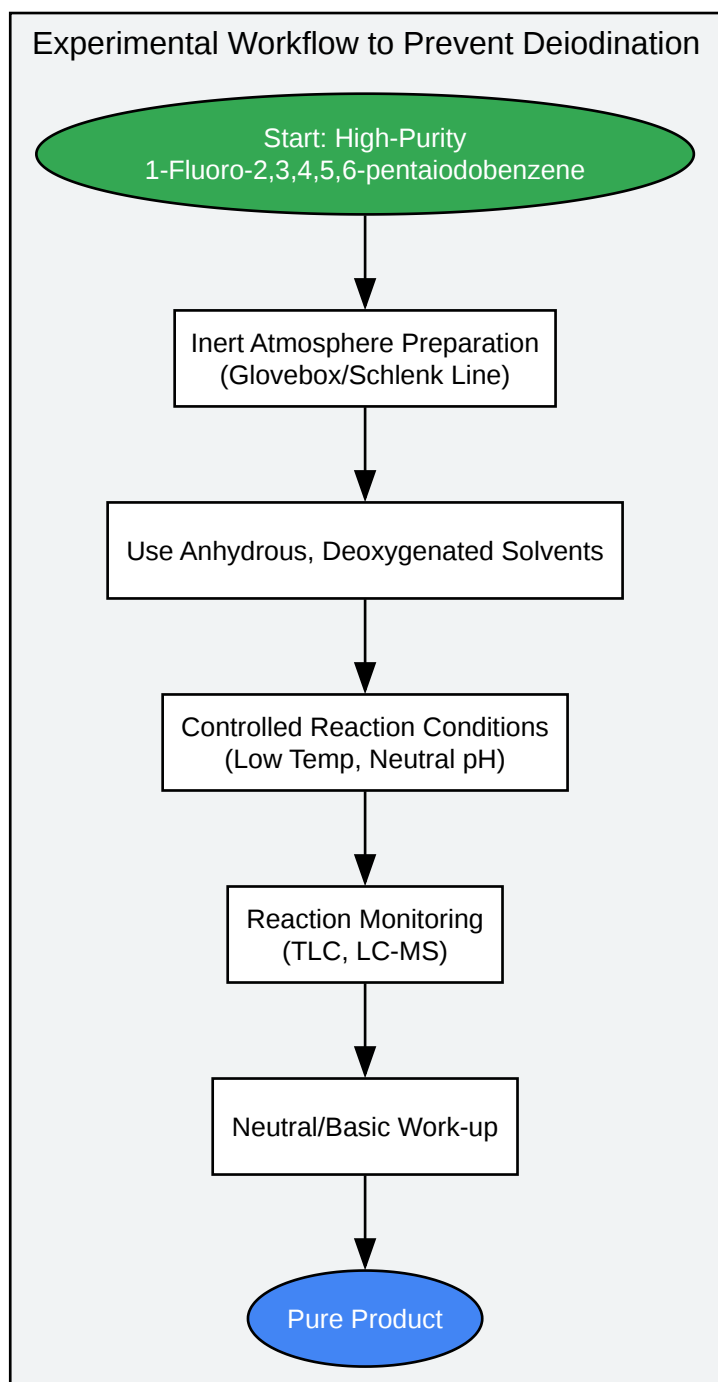 Experimental Workflow to Prevent Deiodination
Start: High-Purity
1-Fluoro-2,3,4,5,6-pentaiodobenzene
Inert Atmosphere Preparation
(Glovebox/Schlenk Line)
Use Anhydrous, Deoxygenated Solvents
Controlled Reaction Conditions
(Low Temp, Neutral pH)
Reaction Monitoring
(TLC, LC-MS)
Neutral/Basic Work-up
Pure Product